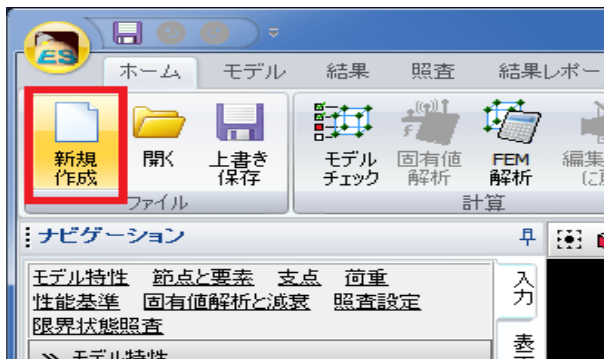 ES
ホーム モデル 結果 照査 結果レポー
新規
作成
開く
上書き
保存
モデル
チェック
固有値
解析
FEM
解析
編集
ファイル
計算
ナビゲーション
モデル特性 節点と要素 支点 荷重
性能基準 固有値解析と減衰 照査設定
限界状態照査
モデル特性
入力
表